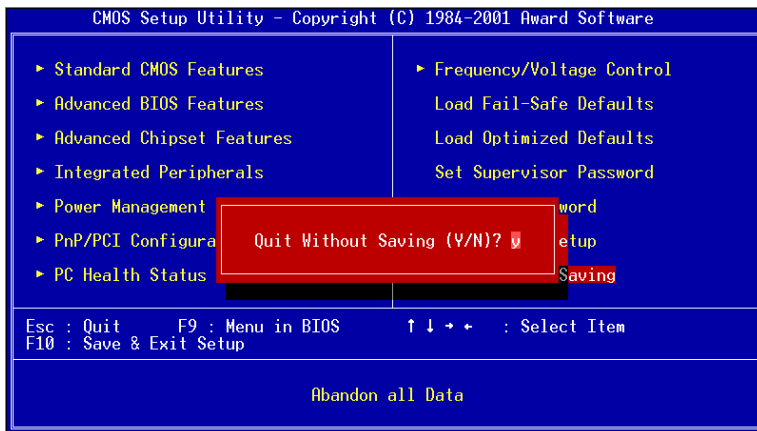 CMOS Setup Utility - Copyright (C) 1984-2001 Award Software
► Standard CMOS Features
► Advanced BIOS Features
► Advanced Chipset Features
► Integrated Peripherals
► Power Management
► PnP/PCI Configura
► PC Health Status
► Frequency/Voltage Control
Load Fail-Safe Defaults
Load Optimized Defaults
Set Supervisor Password
word
etup
Saving
Quit Without Saving (Y/N)? y
Esc : Quit F9 : Menu in BIOS ↑ ↓ → ← : Select Item
F10 : Save & Exit Setup
Abandon all Data